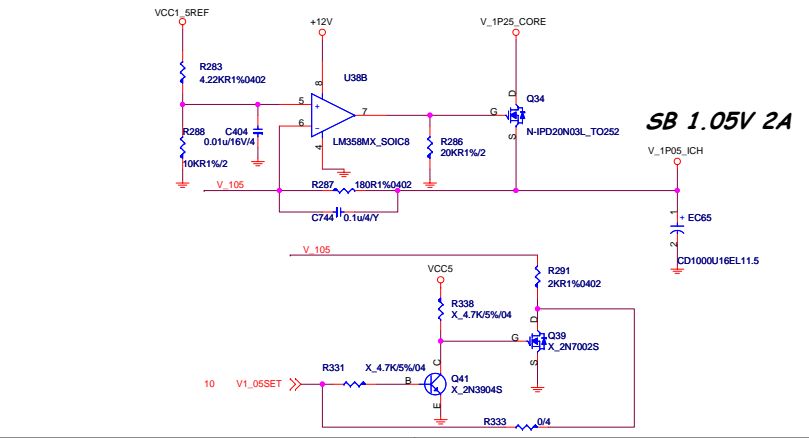 VCC1_5REF
+12V
V_1P25_CORE
R283
4.22KR1%0402
U38B
8
D
Q34
5
+
7
G
C404
0.01u/16V/4
6
-
SB 1.05V 2A
R288
10KR1%/2
4
LM358MX_SOIC8
R286
20KR1%/2
S
N-IPD20N03L_TO252
V_1P05_ICH
V_105
R287
180R1%0402
C744
0.1u/4/Y
1
+
EC65
2
CD1000U16EL11.5
V_105
VCC5
R291
2KR1%0402
R338
X_4.7K/5%/04
D
G
Q39
X_2N7002S
S
R331
X_4.7K/5%/04
C
10
V1_05SET
B
Q41
X_2N3904S
E
R333
0/4